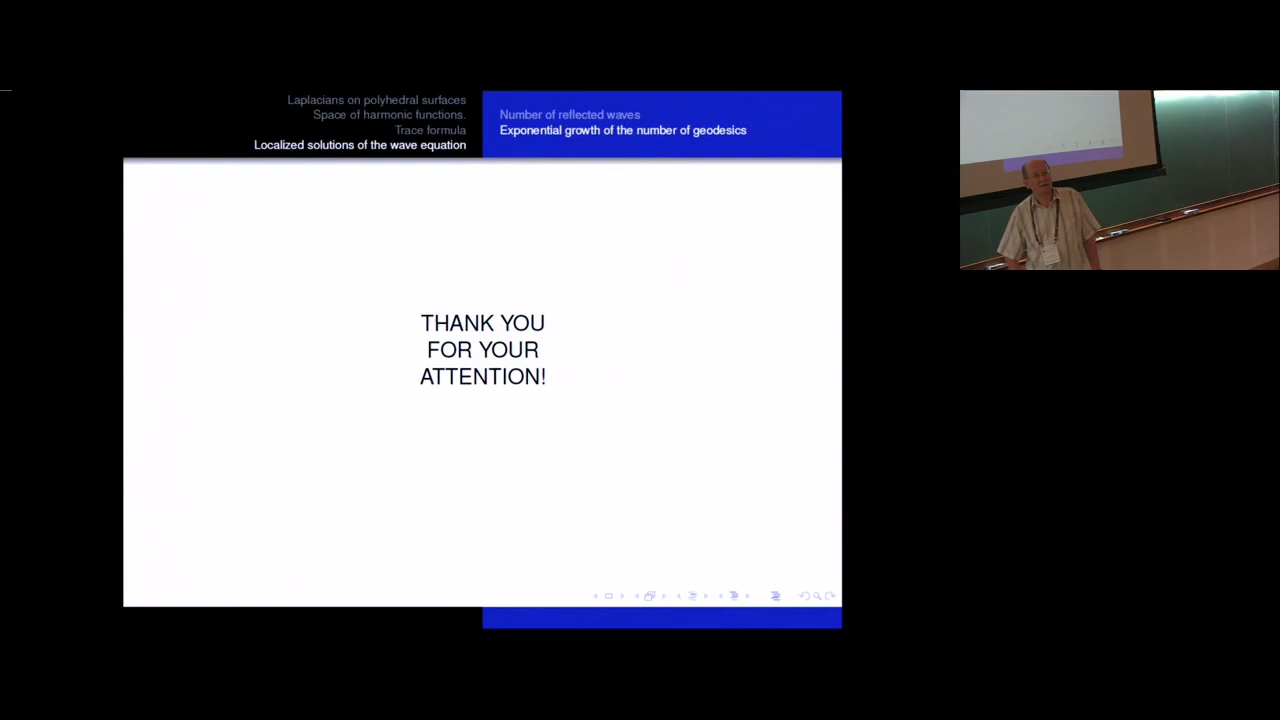 Laplacians on polyhedral surfaces
Space of harmonic functions.
Trace formula
Localized solutions of the wave equation
Number of reflected waves
Exponential growth of the number of geodesics
THANK YOU
FOR YOUR
ATTENTION!